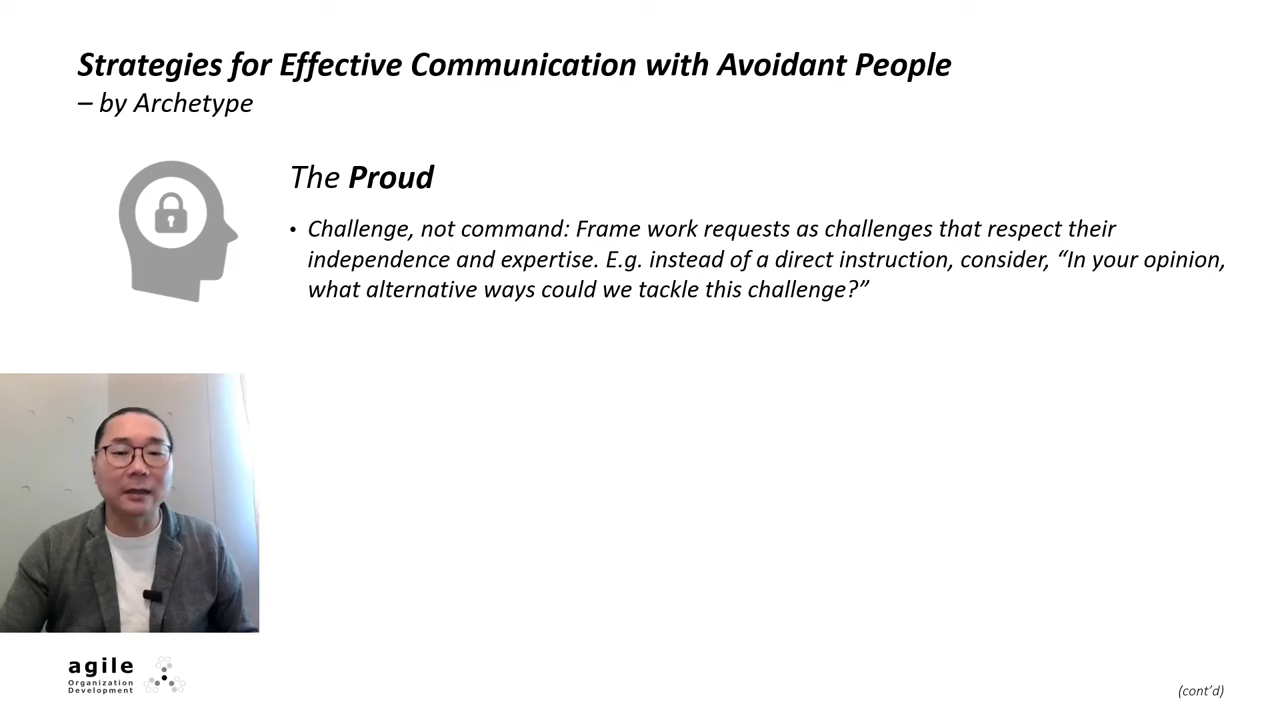 Strategies for Effective Communication with Avoidant People
– by Archetype
The Proud
• Challenge, not command: Frame work requests as challenges that respect their
independence and expertise. E.g. instead of a direct instruction, consider, “In your opinion,
what alternative ways could we tackle this challenge?”
agile
Organization
Development
(cont’d)